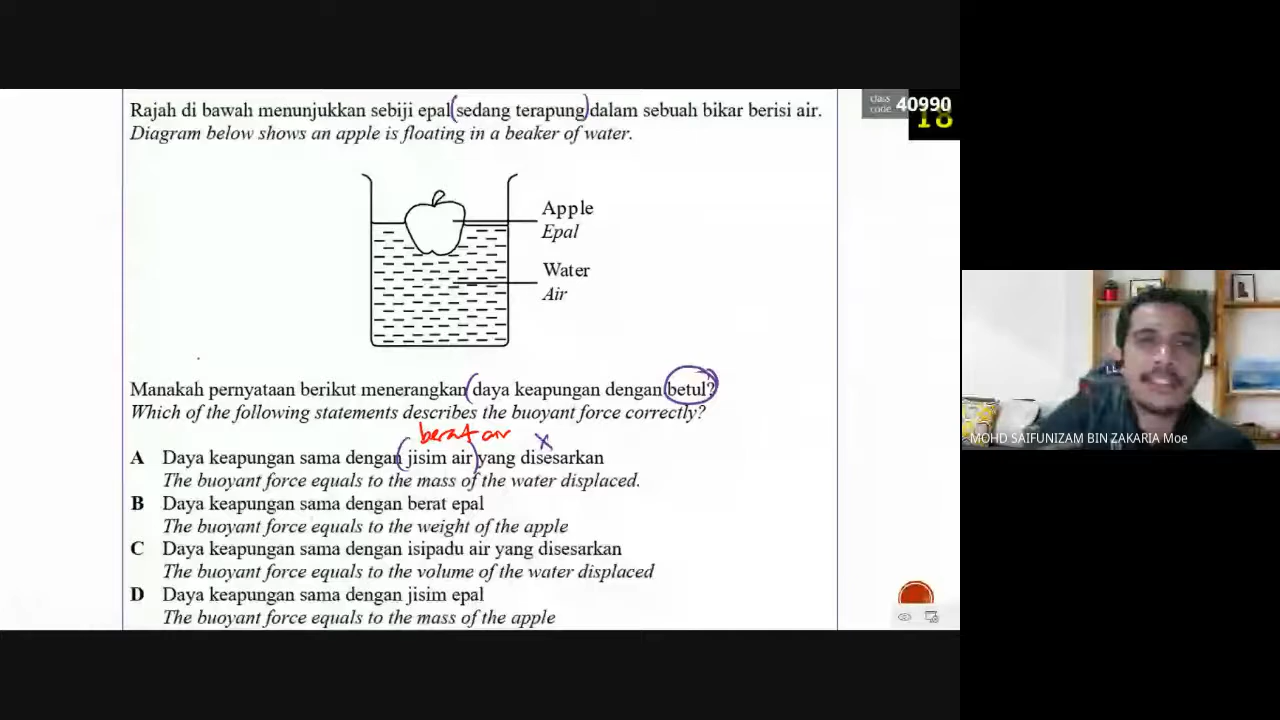 Rajah di bawah menunjukkan sebiji epal sedang terapung dalam sebuah bikar berisi air.
Diagram below shows an apple is floating in a beaker of water.
class code 40990
18
Apple
Epal
Water
Air
Manakah pernyataan berikut menerangkan daya keapungan dengan betul?
Which of the following statements describes the buoyant force correctly?
berat air x
A Daya keapungan sama dengan jisim air yang disesarkan
The buoyant force equals to the mass of the water displaced.
B Daya keapungan sama dengan berat epal
The buoyant force equals to the weight of the apple
C Daya keapungan sama dengan isipadu air yang disesarkan
The buoyant force equals to the volume of the water displaced
D Daya keapungan sama dengan jisim epal
The buoyant force equals to the mass of the apple
MOHD SAIFUNIZAM BIN ZAKARIA Moe